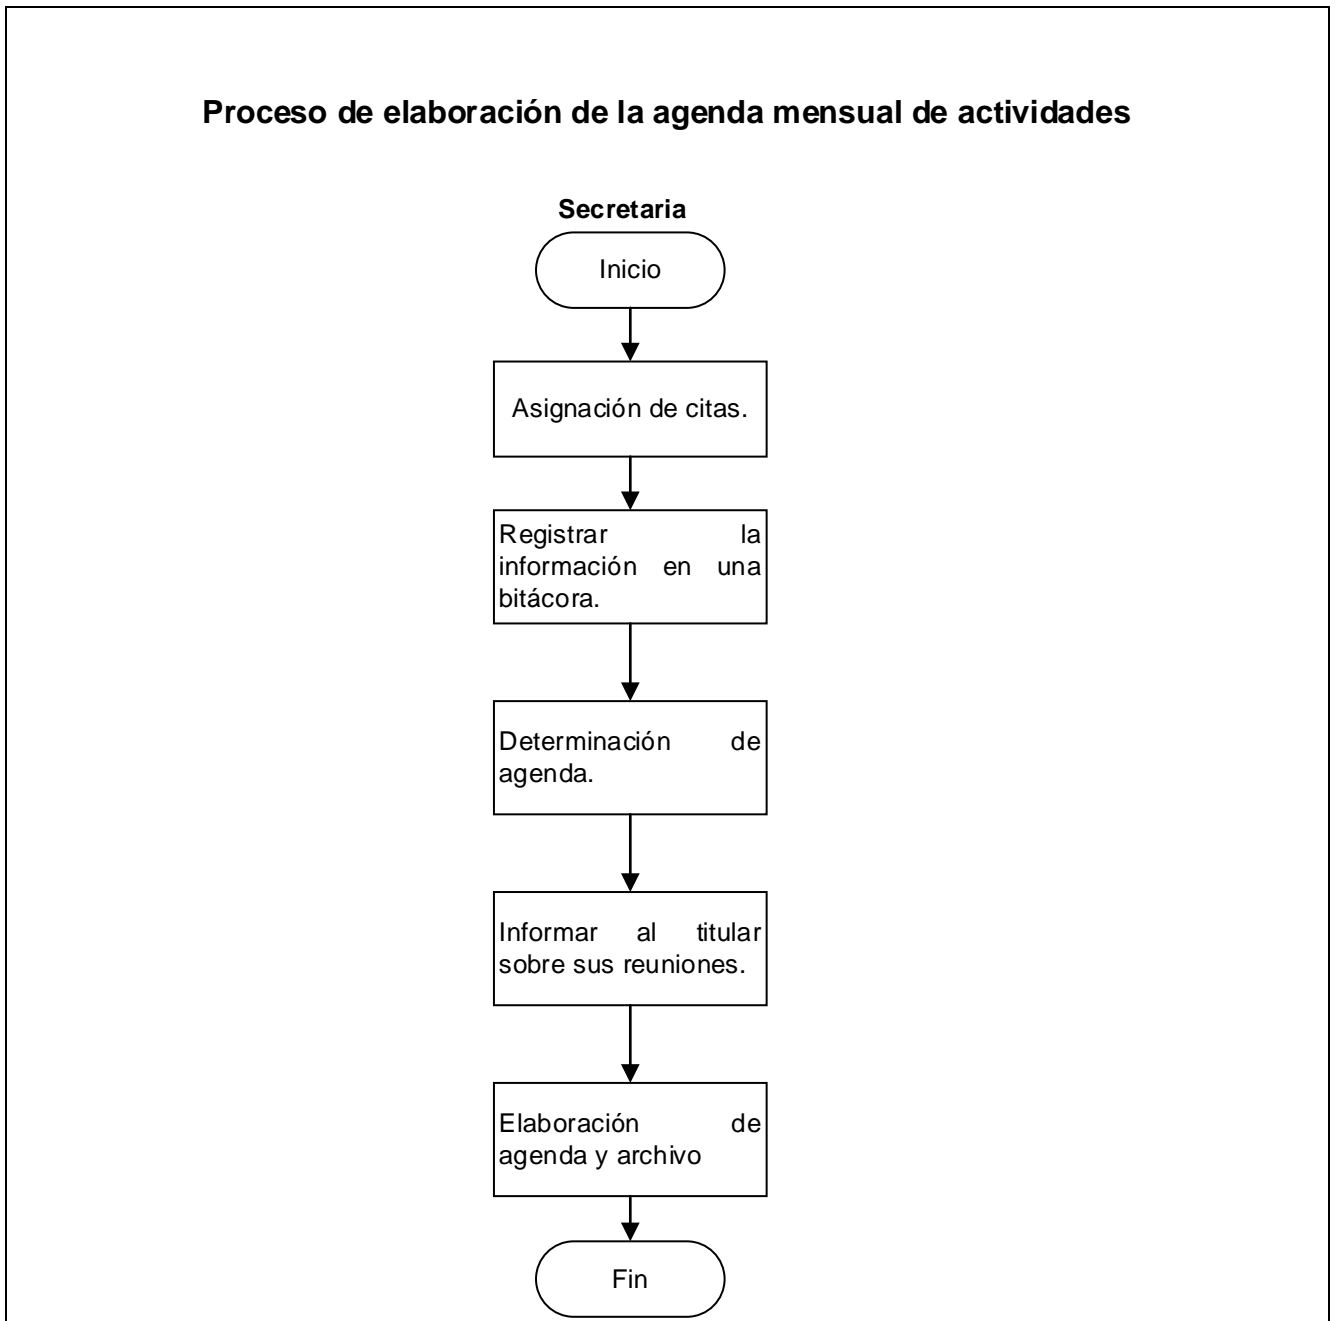 Proceso de elaboración de la agenda mensual de actividades
Secretaria
Inicio
Asignación de citas.
Registrar la
información en una
bitácora.
Determinación de
agenda.
Informar al titular
sobre sus reuniones.
Elaboración de
agenda y archivo
Fin